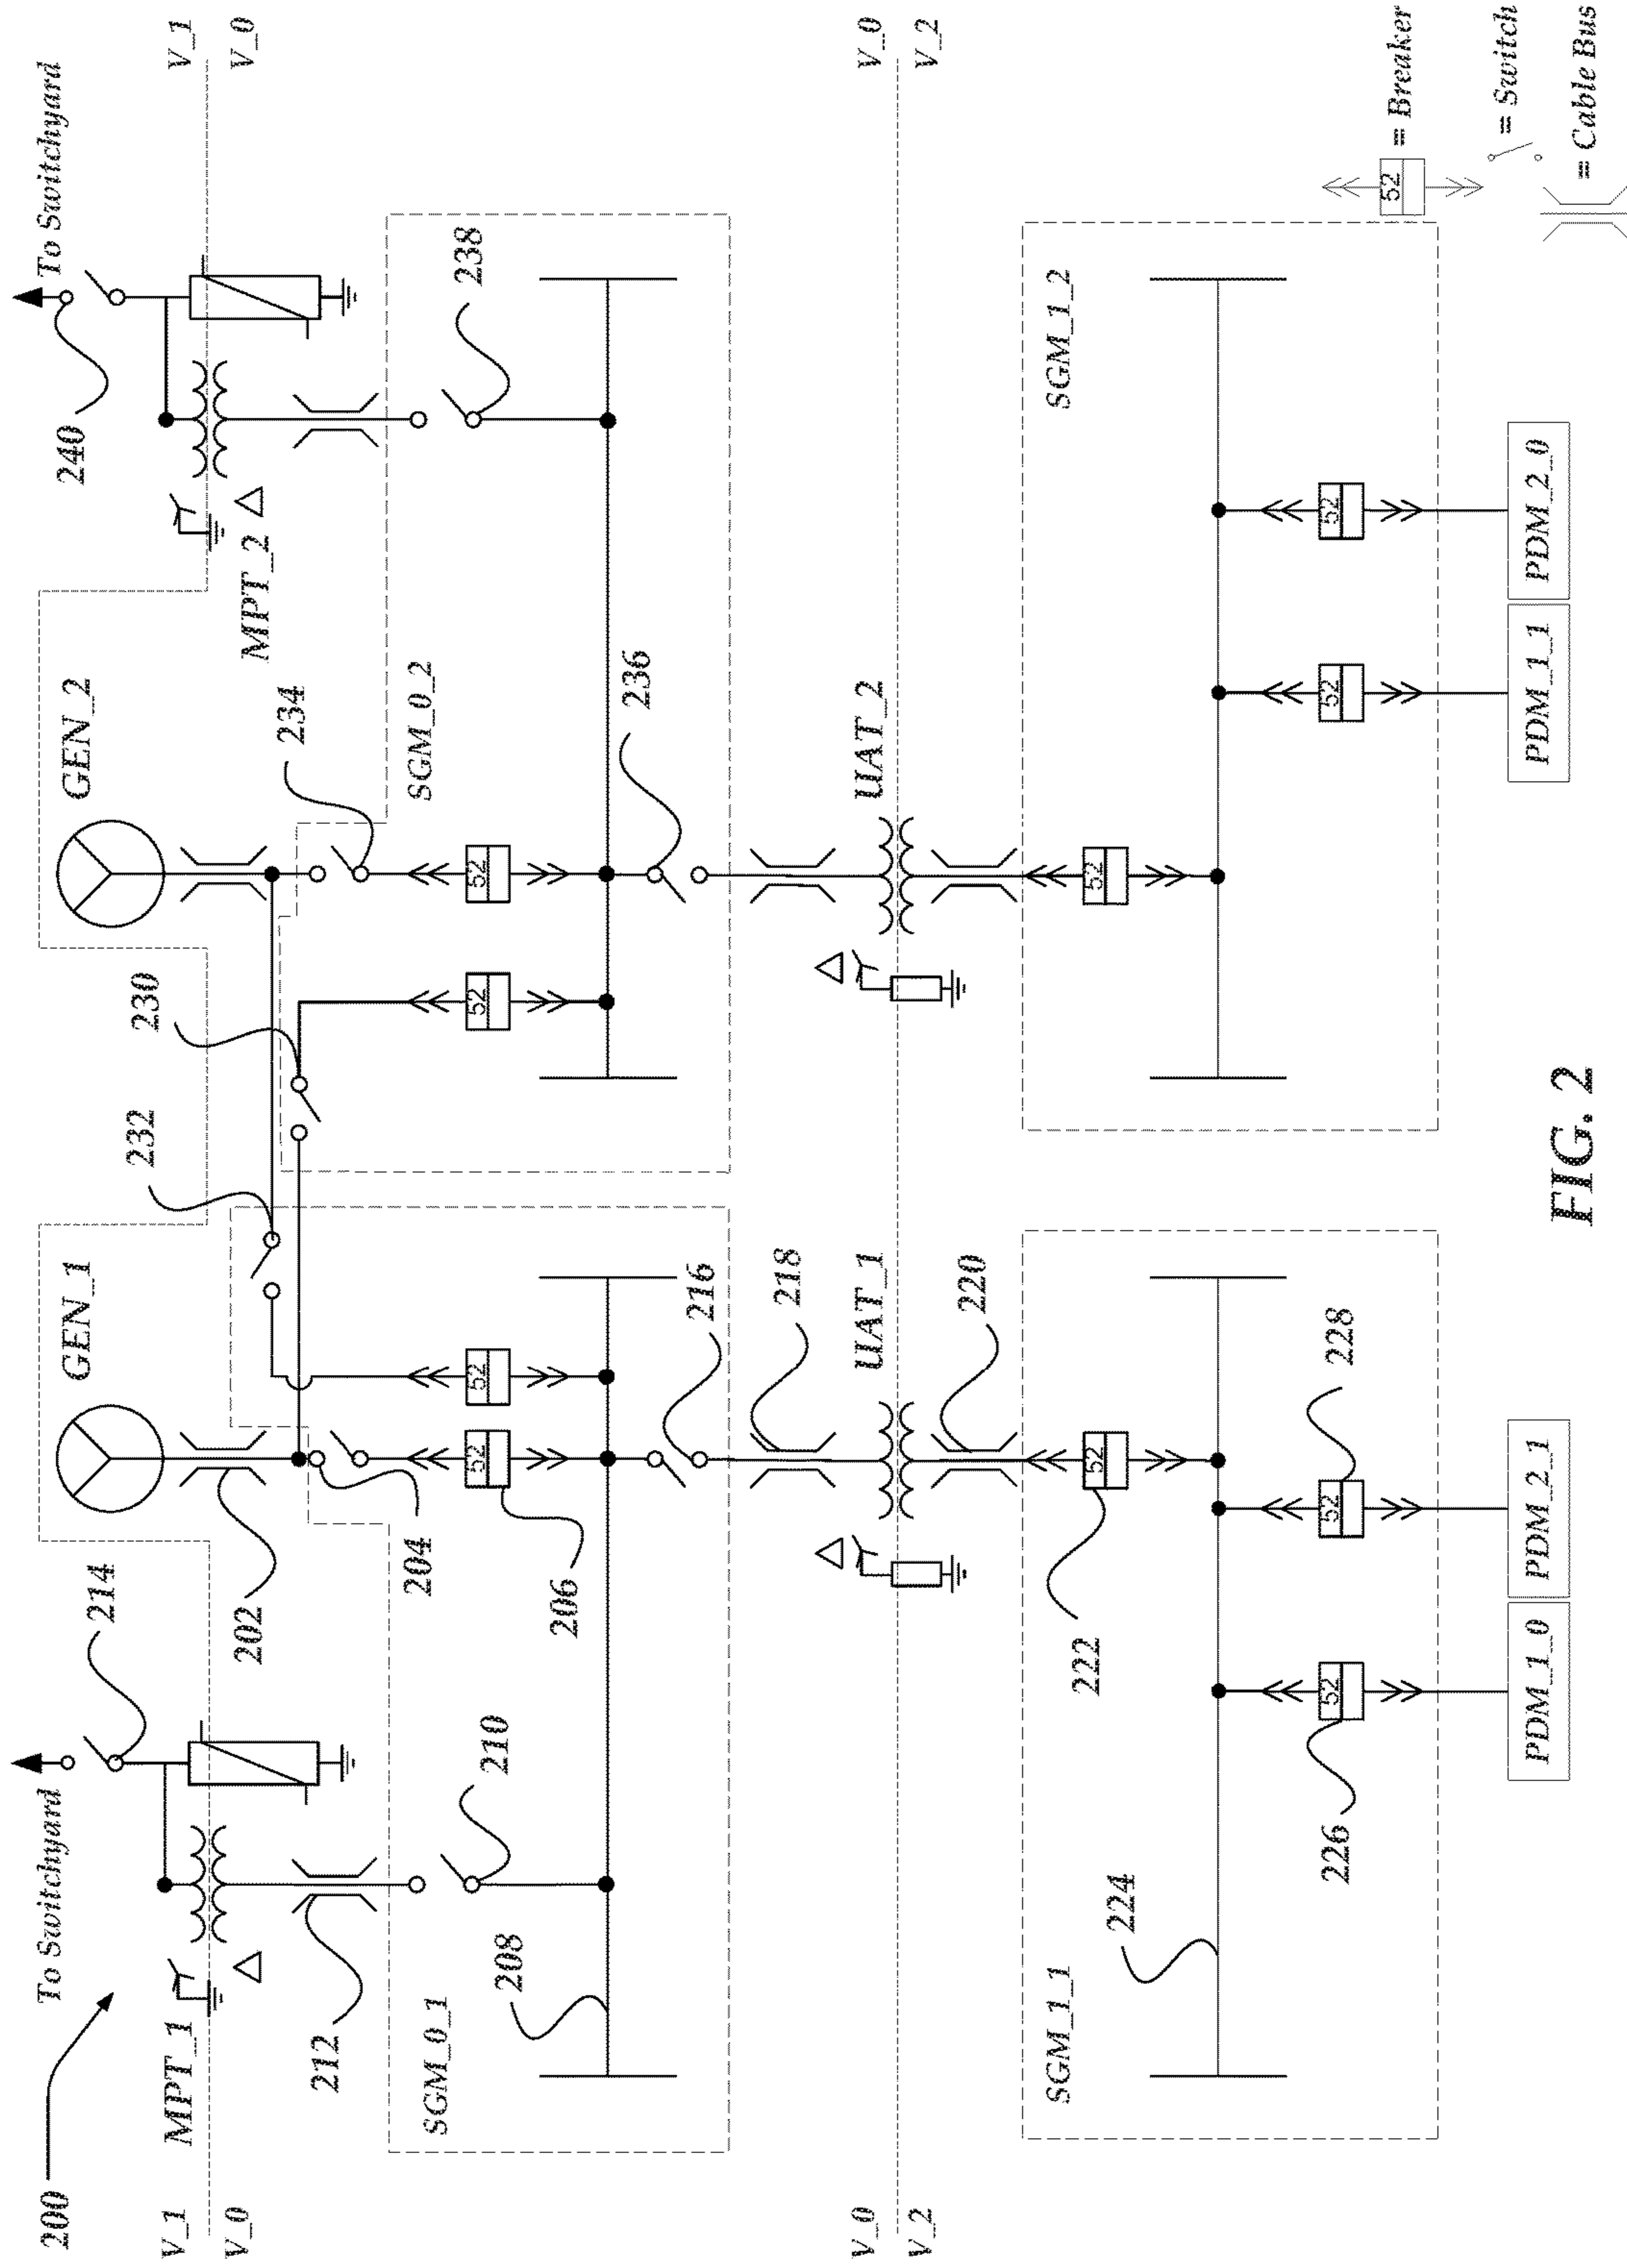 200
To Switchyard
214
GEN_1
232
230
GEN_2
240
To Switchyard
V_1
V_0
MPT_1
202
234
MPT_2
V_1
V_0
212
210
204
SGM_0_1
SGM_0_2
238
208
206
52
52
52
52
216
236
218
V_0
V_2
UAT_1
UAT_2
V_0
V_2
220
SGM_1_1
222
52
52
SGM_1_2
224
226
52
52
228
52
52
PDM_1_0
PDM_2_1
PDM_1_1
PDM_2_0
52
= Breaker
= Switch
= Cable Bus
FIG. 2